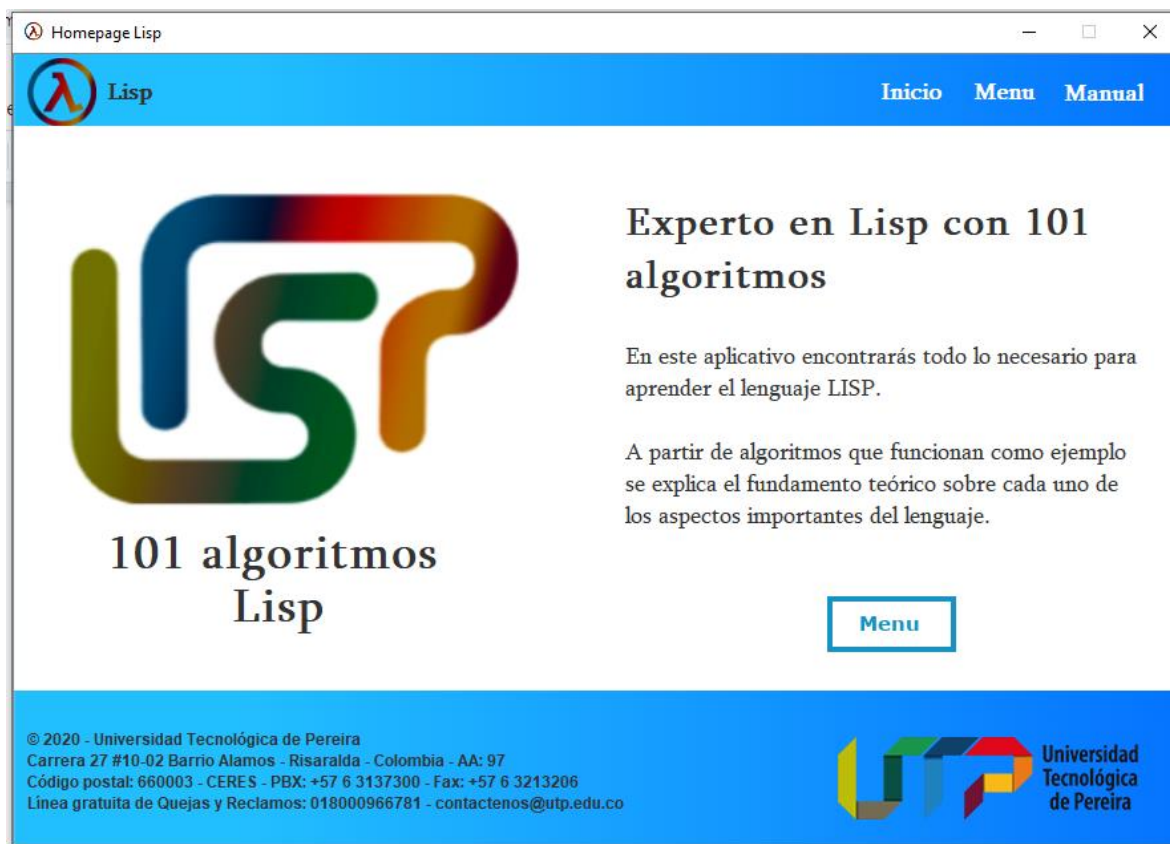 Homepage Lisp
Lisp
Inicio Menu Manual
101 algoritmos
Lisp
Experto en Lisp con 101
algoritmos
En este aplicativo encontrarás todo lo necesario para
aprender el lenguaje LISP.
A partir de algoritmos que funcionan como ejemplo
se explica el fundamento teórico sobre cada uno de
los aspectos importantes del lenguaje.
Menu
© 2020 - Universidad Tecnológica de Pereira
Carrera 27 #10-02 Barrio Alamos - Risaralda - Colombia - AA: 97
Código postal: 660003 - CERES - PBX: +57 6 3137300 - Fax: +57 6 3213206
Línea gratuita de Quejas y Reclamos: 018000966781 - contactenos@utp.edu.co
UTP
Universidad
Tecnológica
de Pereira